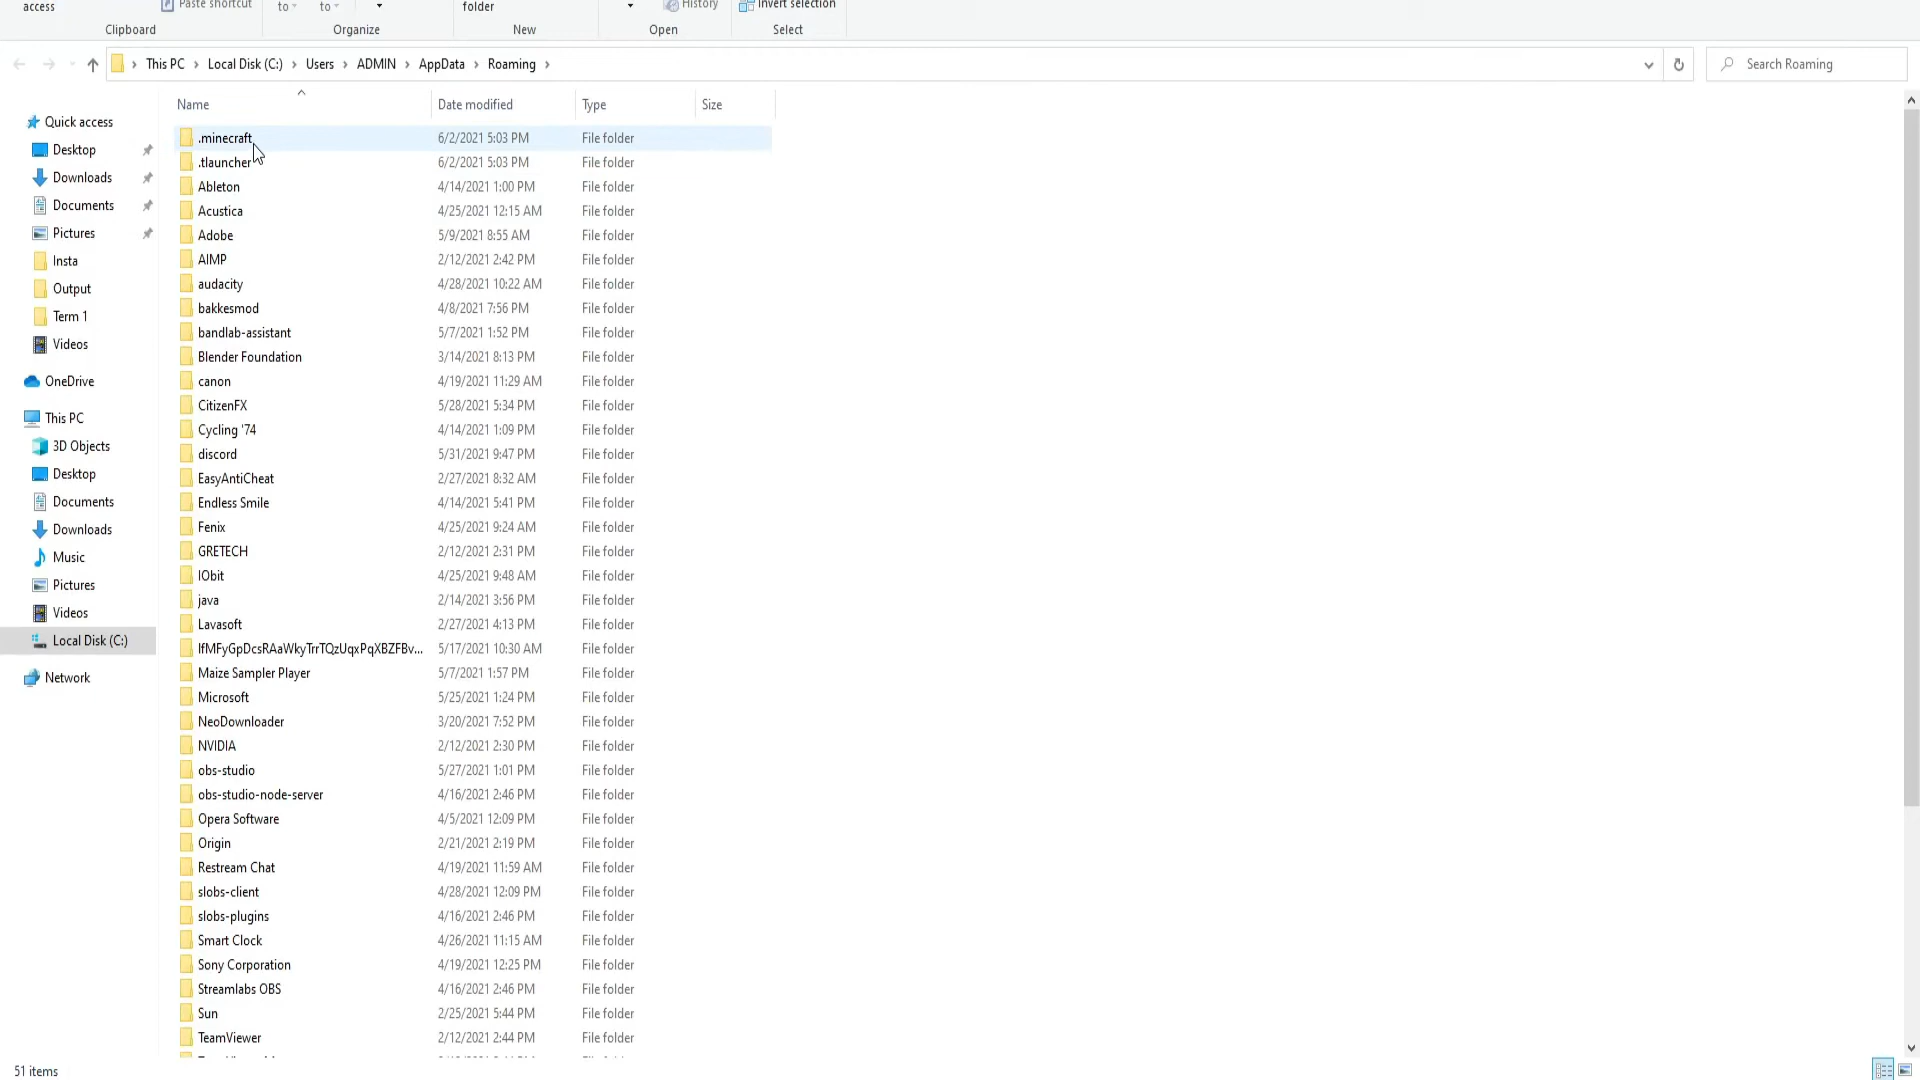 access
Paste shortcut
to
to
folder
History
Invert selection
Clipboard
Organize
New
Open
Select
This PC › Local Disk (C:) › Users › ADMIN › AppData › Roaming ›
Search Roaming
Name Date modified Type Size
Quick access
Desktop
Downloads
Documents
Pictures
Insta
Output
Term 1
Videos
OneDrive
This PC
3D Objects
Desktop
Documents
Downloads
Music
Pictures
Videos
Local Disk (C:)
Network
.minecraft 6/2/2021 5:03 PM File folder
.tlauncher 6/2/2021 5:03 PM File folder
Ableton 4/14/2021 1:00 PM File folder
Acustica 4/25/2021 12:15 AM File folder
Adobe 5/9/2021 8:55 AM File folder
AIMP 2/12/2021 2:42 PM File folder
audacity 4/28/2021 10:22 AM File folder
bakkesmod 4/8/2021 7:56 PM File folder
bandlab-assistant 5/7/2021 1:52 PM File folder
Blender Foundation 3/14/2021 8:13 PM File folder
canon 4/19/2021 11:29 AM File folder
CitizenFX 5/28/2021 5:34 PM File folder
Cycling '74 4/14/2021 1:09 PM File folder
discord 5/31/2021 9:47 PM File folder
EasyAntiCheat 2/27/2021 8:32 AM File folder
Endless Smile 4/14/2021 5:41 PM File folder
Fenix 4/25/2021 9:24 AM File folder
GRETECH 2/12/2021 2:31 PM File folder
IObit 4/25/2021 9:48 AM File folder
java 2/14/2021 3:56 PM File folder
Lavasoft 2/27/2021 4:13 PM File folder
lfMFyGpDcsRAaWkyTrrTQzUqxPqXBZFBv... 5/17/2021 10:30 AM File folder
Maize Sampler Player 5/7/2021 1:57 PM File folder
Microsoft 5/25/2021 1:24 PM File folder
NeoDownloader 3/20/2021 7:52 PM File folder
NVIDIA 2/12/2021 2:30 PM File folder
obs-studio 5/27/2021 1:01 PM File folder
obs-studio-node-server 4/16/2021 2:46 PM File folder
Opera Software 4/5/2021 12:09 PM File folder
Origin 2/21/2021 2:19 PM File folder
Restream Chat 4/19/2021 11:59 AM File folder
slobs-client 4/28/2021 12:09 PM File folder
slobs-plugins 4/16/2021 2:46 PM File folder
Smart Clock 4/26/2021 11:15 AM File folder
Sony Corporation 4/19/2021 12:25 PM File folder
Streamlabs OBS 4/16/2021 2:46 PM File folder
Sun 2/25/2021 5:44 PM File folder
TeamViewer 2/12/2021 2:44 PM File folder
51 items